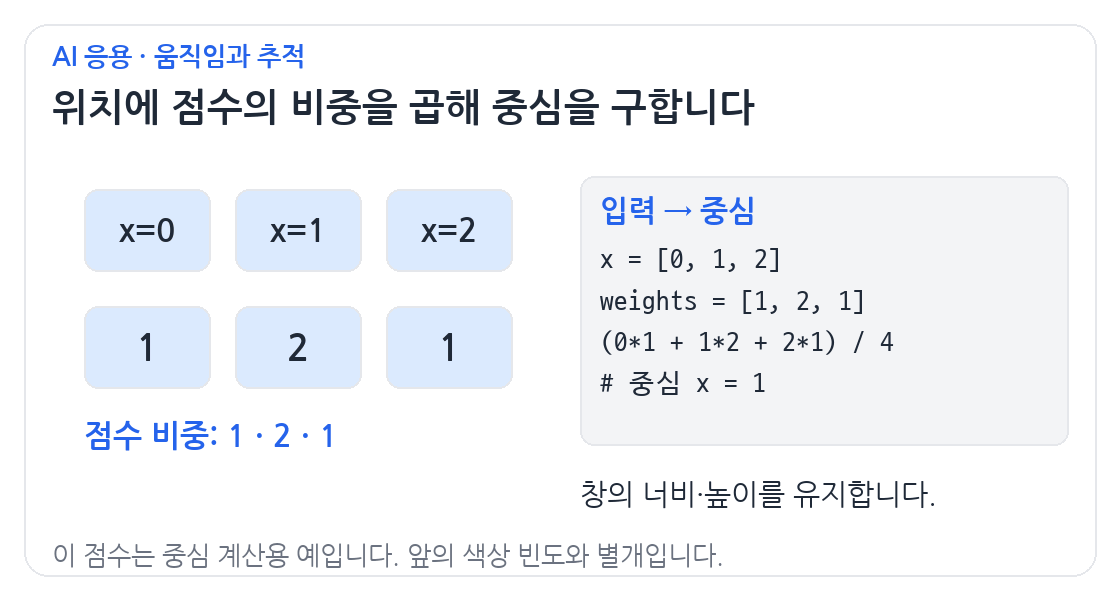 AI 응용 · 움직임과 추적
위치에 점수의 비중을 곱해 중심을 구합니다
x=0 x=1 x=2
1 2 1
점수 비중: 1 · 2 · 1
입력 → 중심
x = [0, 1, 2]
weights = [1, 2, 1]
(0*1 + 1*2 + 2*1) / 4
# 중심 x = 1
창의 너비·높이를 유지합니다.
이 점수는 중심 계산용 예입니다. 앞의 색상 빈도와 별개입니다.